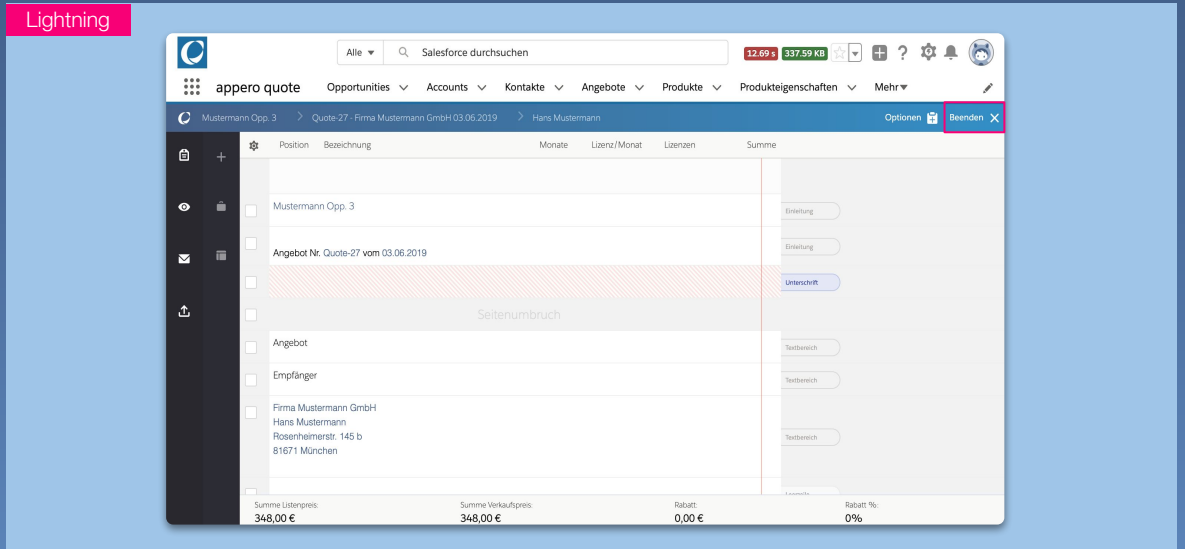 Lightning
Alle
Salesforce durchsuchen
12.69 s 337.59 KB
appero quote Opportunities Accounts Kontakte Angebote Produkte Produkteigenschaften Mehr
Mustermann Opp. 3 Quote-27 - Firma Mustermann GmbH 03.06.2019 Hans Mustermann Optionen Beenden
Position Bezeichnung Monate Lizenz/Monat Lizenzen Summe
Mustermann Opp. 3 Einleitung
Angebot Nr. Quote-27 vom 03.06.2019 Einleitung
Unterschrift
Seitenumbruch
Angebot Textbereich
Empfänger Textbereich
Firma Mustermann GmbH
Hans Mustermann
Rosenheimerstr. 145 b Textbereich
81671 München
Summe Listenpreis: Summe Verkaufspreis: Rabatt: Rabatt %:
348,00 € 348,00 € 0,00 € 0%